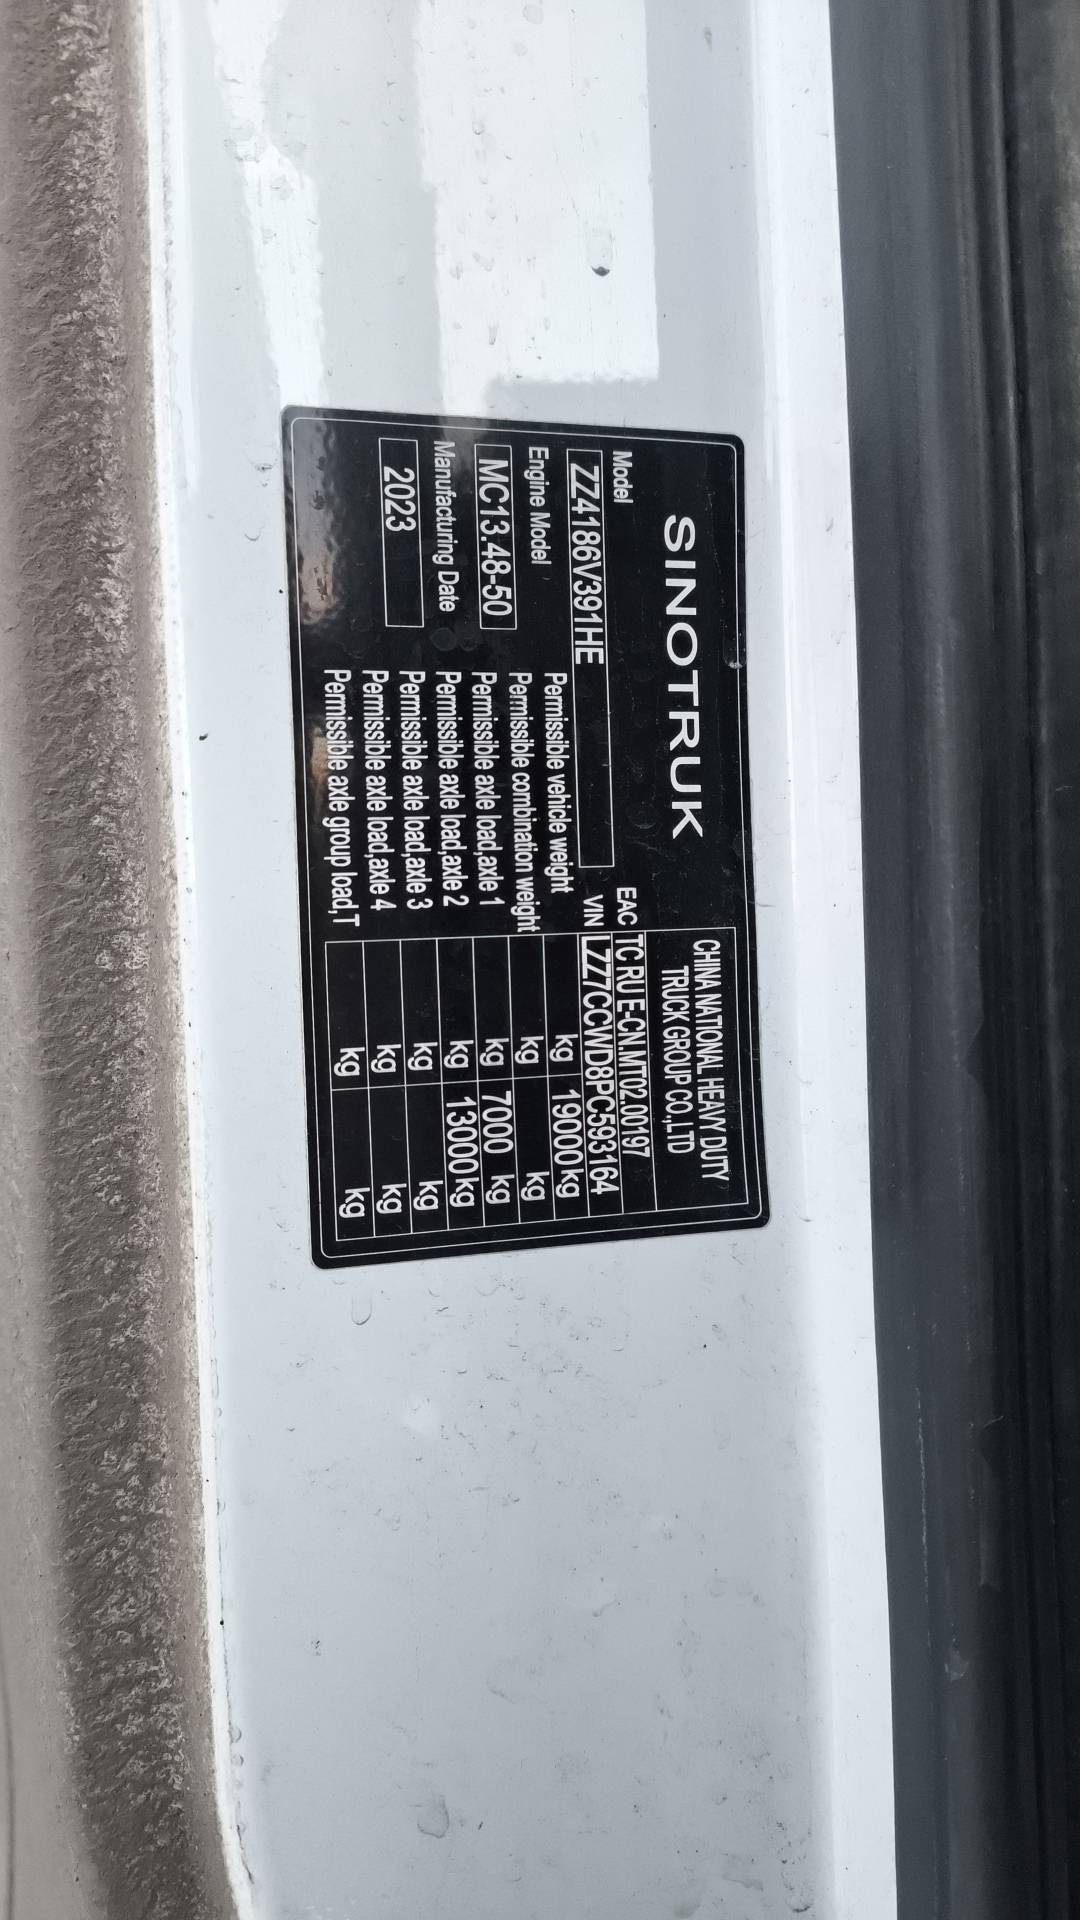 SINOTRUK
CHINA NATIONAL HEAVY DUTY
TRUCK GROUP CO.,LTD
Model
EAC TC RU E-CN.MT02.00197
ZZ4186V391HE
VIN LZZ7CCWD8PC593164
Engine Model
Permissible vehicle weight kg 19000 kg
MC13.48-50
Permissible combination weight kg kg
Permissible axle load,axle 1 kg 7000 kg
Manufacturing Date
Permissible axle load,axle 2 kg 13000 kg
2023
Permissible axle load,axle 3 kg kg
Permissible axle load,axle 4 kg kg
Permissible axle group load,T kg kg